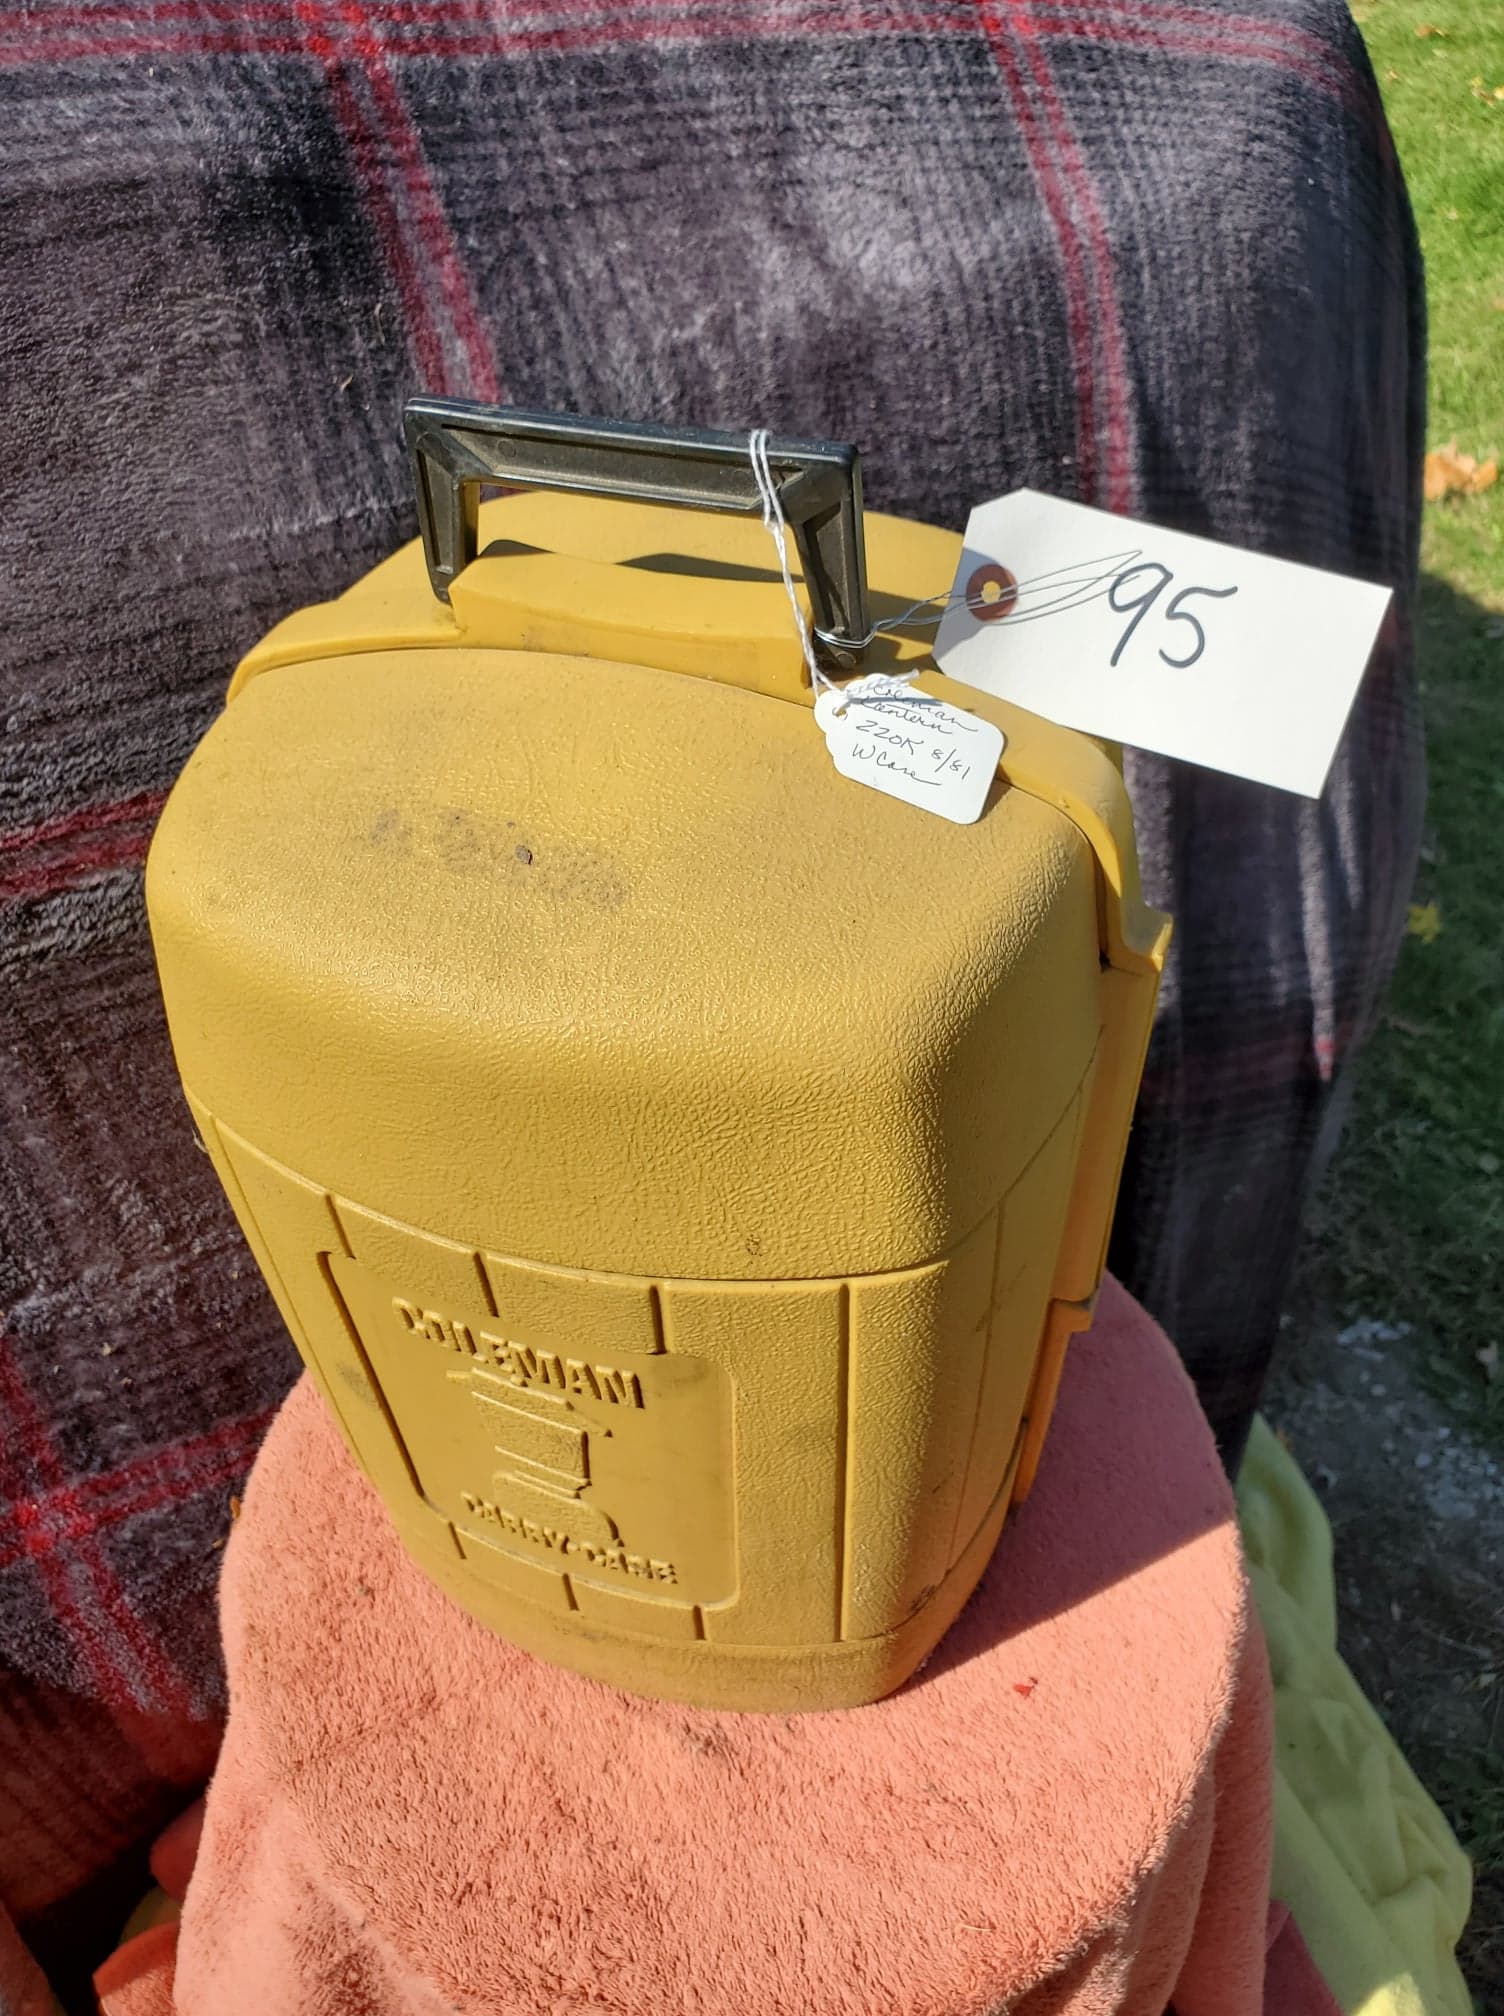 95
Coleman
Lantern
220K 8/81
W Case
COLEMAN
CARRY-CASE